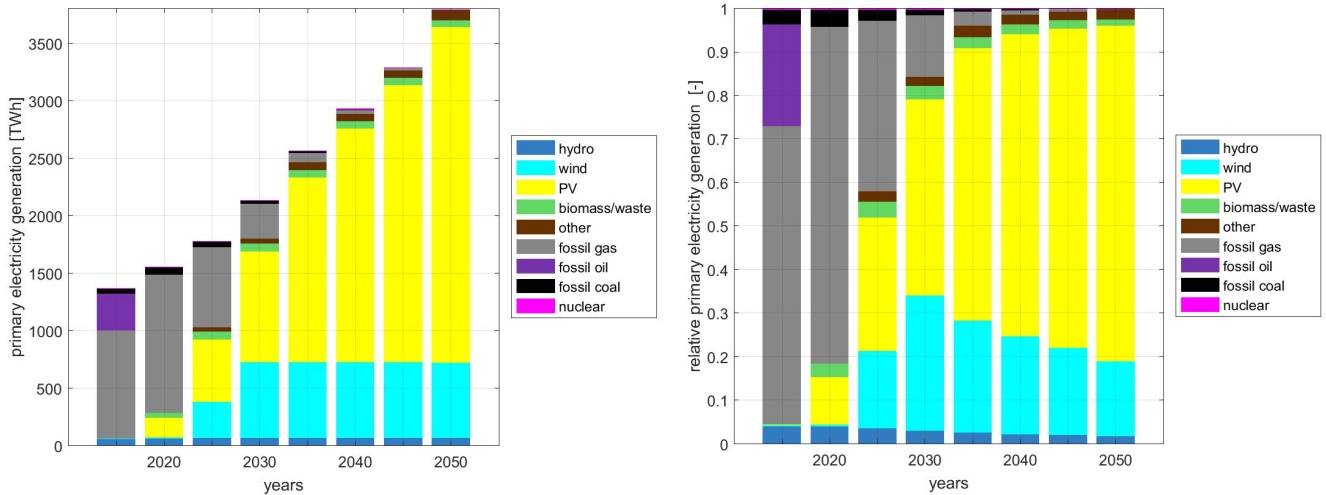 primary electricity generation [TWh]
3500
3000
2500
2000
1500
1000
500
0
2020
2030
2040
2050
years
hydro
wind
PV
biomass/waste
other
fossil gas
fossil oil
fossil coal
nuclear
relative primary electricity generation [-]
1
0.9
0.8
0.7
0.6
0.5
0.4
0.3
0.2
0.1
0
2020
2030
2040
2050
years
hydro
wind
PV
biomass/waste
other
fossil gas
fossil oil
fossil coal
nuclear